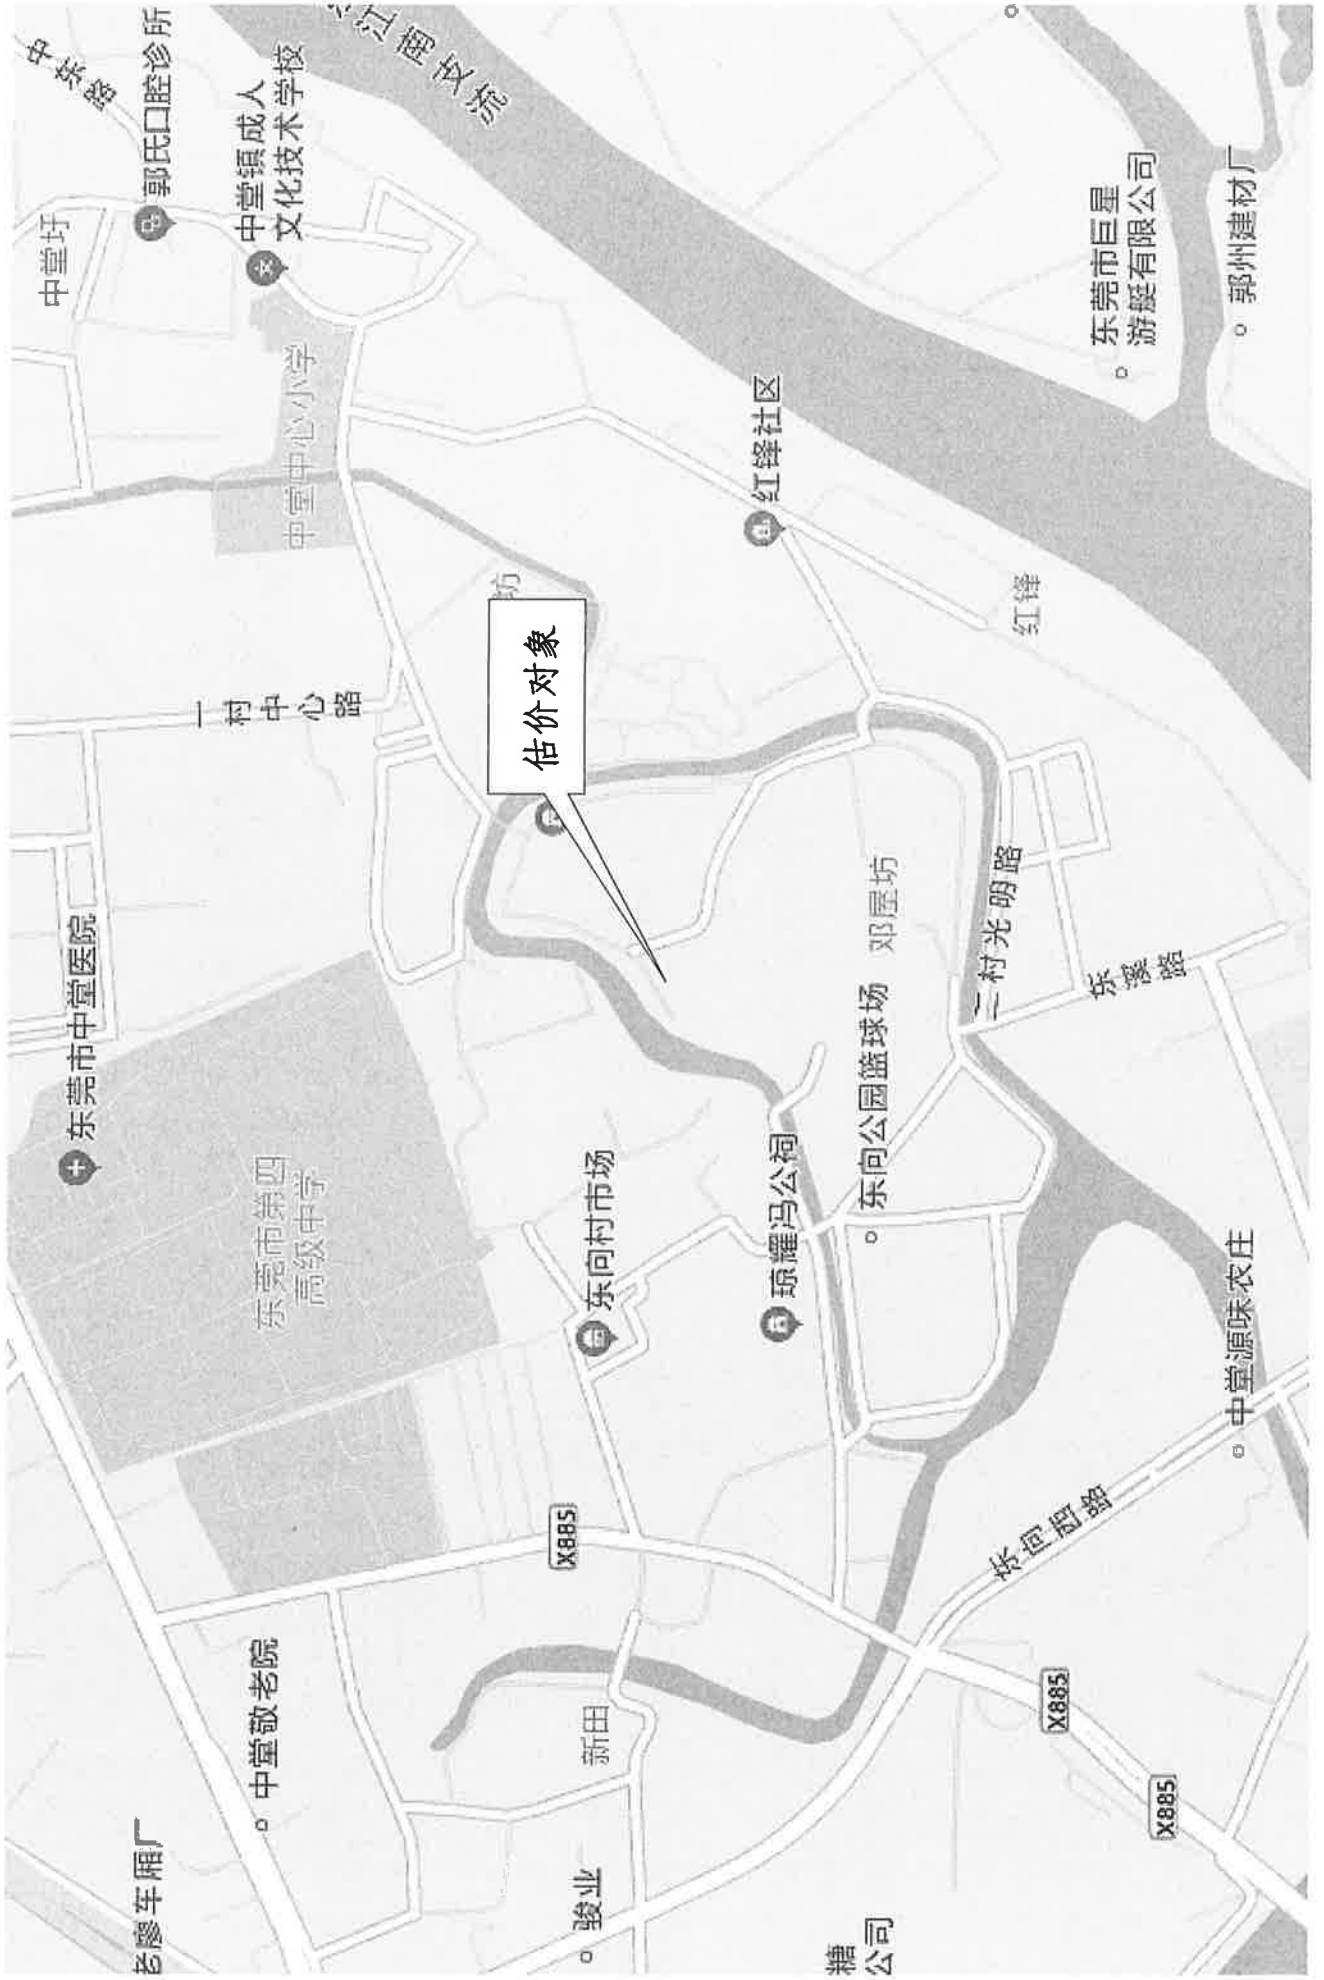 老廖车厢厂
中堂敬老院
东莞市中堂医院
东莞市第四
高级中学
一村中心路
中堂中心小学
中堂圩
中东路
郭氏口腔诊所
中堂镇成人
文化技术学校
江南支流
骏业
新田
X885
东向村市场
估价对象
坊
糖
公司
琼耀冯公祠
东向公园篮球场
邓屋坊
红锋社区
X885
东向西路
二村光明路
红锋
X885
东溪路
中堂源味农庄
东莞市巨星
游艇有限公司
郭州建材厂